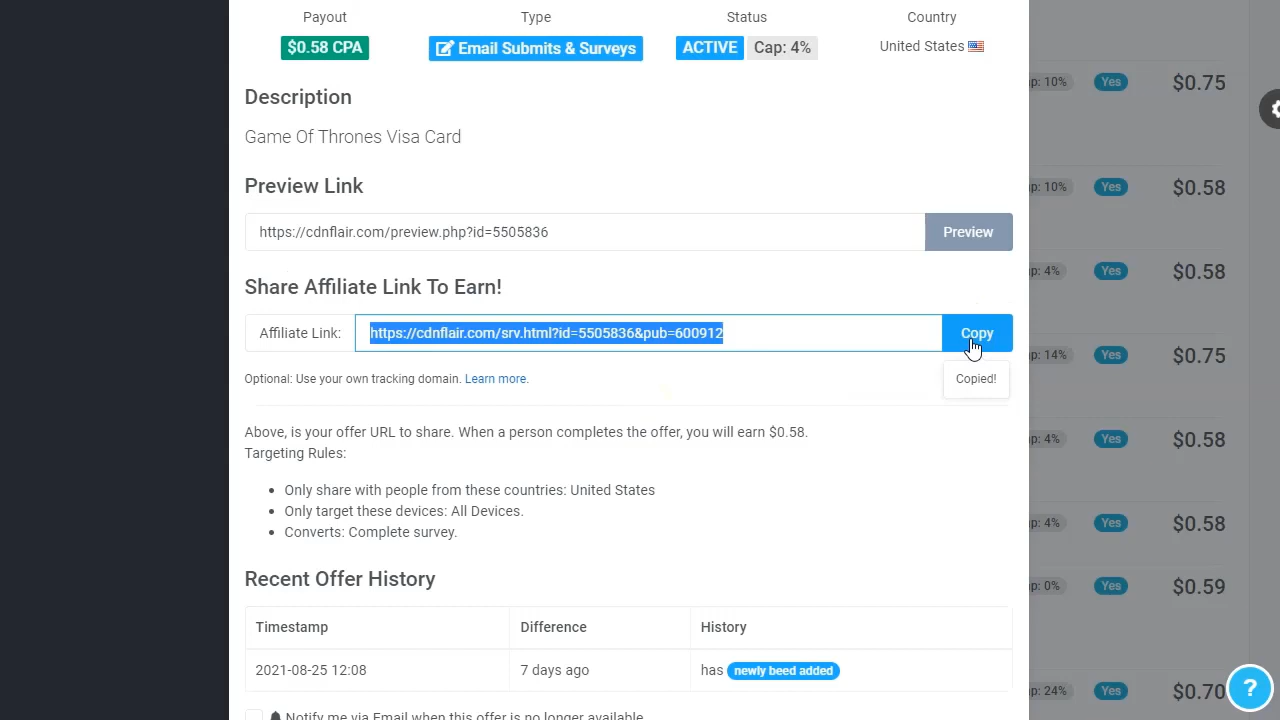 Payout
Type
Status
Country
$0.58 CPA
Email Submits & Surveys
ACTIVE
Cap: 4%
United States
Description
Game Of Thrones Visa Card
Preview Link
https://cdnflair.com/preview.php?id=5505836
Preview
Share Affiliate Link To Earn!
Affiliate Link:
https://cdnflair.com/srv.html?id=5505836&pub=600912
Copy
Optional: Use your own tracking domain. Learn more.
Copied!
Above, is your offer URL to share. When a person completes the offer, you will earn $0.58.
Targeting Rules:
Only share with people from these countries: United States
Only target these devices: All Devices.
Converts: Complete survey.
Recent Offer History
Timestamp
Difference
History
2021-08-25 12:08
7 days ago
has newly beed added
Notify me via Email when this offer is no longer available
p: 10% Yes $0.75
p: 10% Yes $0.58
p: 4% Yes $0.58
p: 14% Yes $0.75
p: 4% Yes $0.58
p: 4% Yes $0.58
p: 0% Yes $0.59
p: 24% Yes $0.70
?